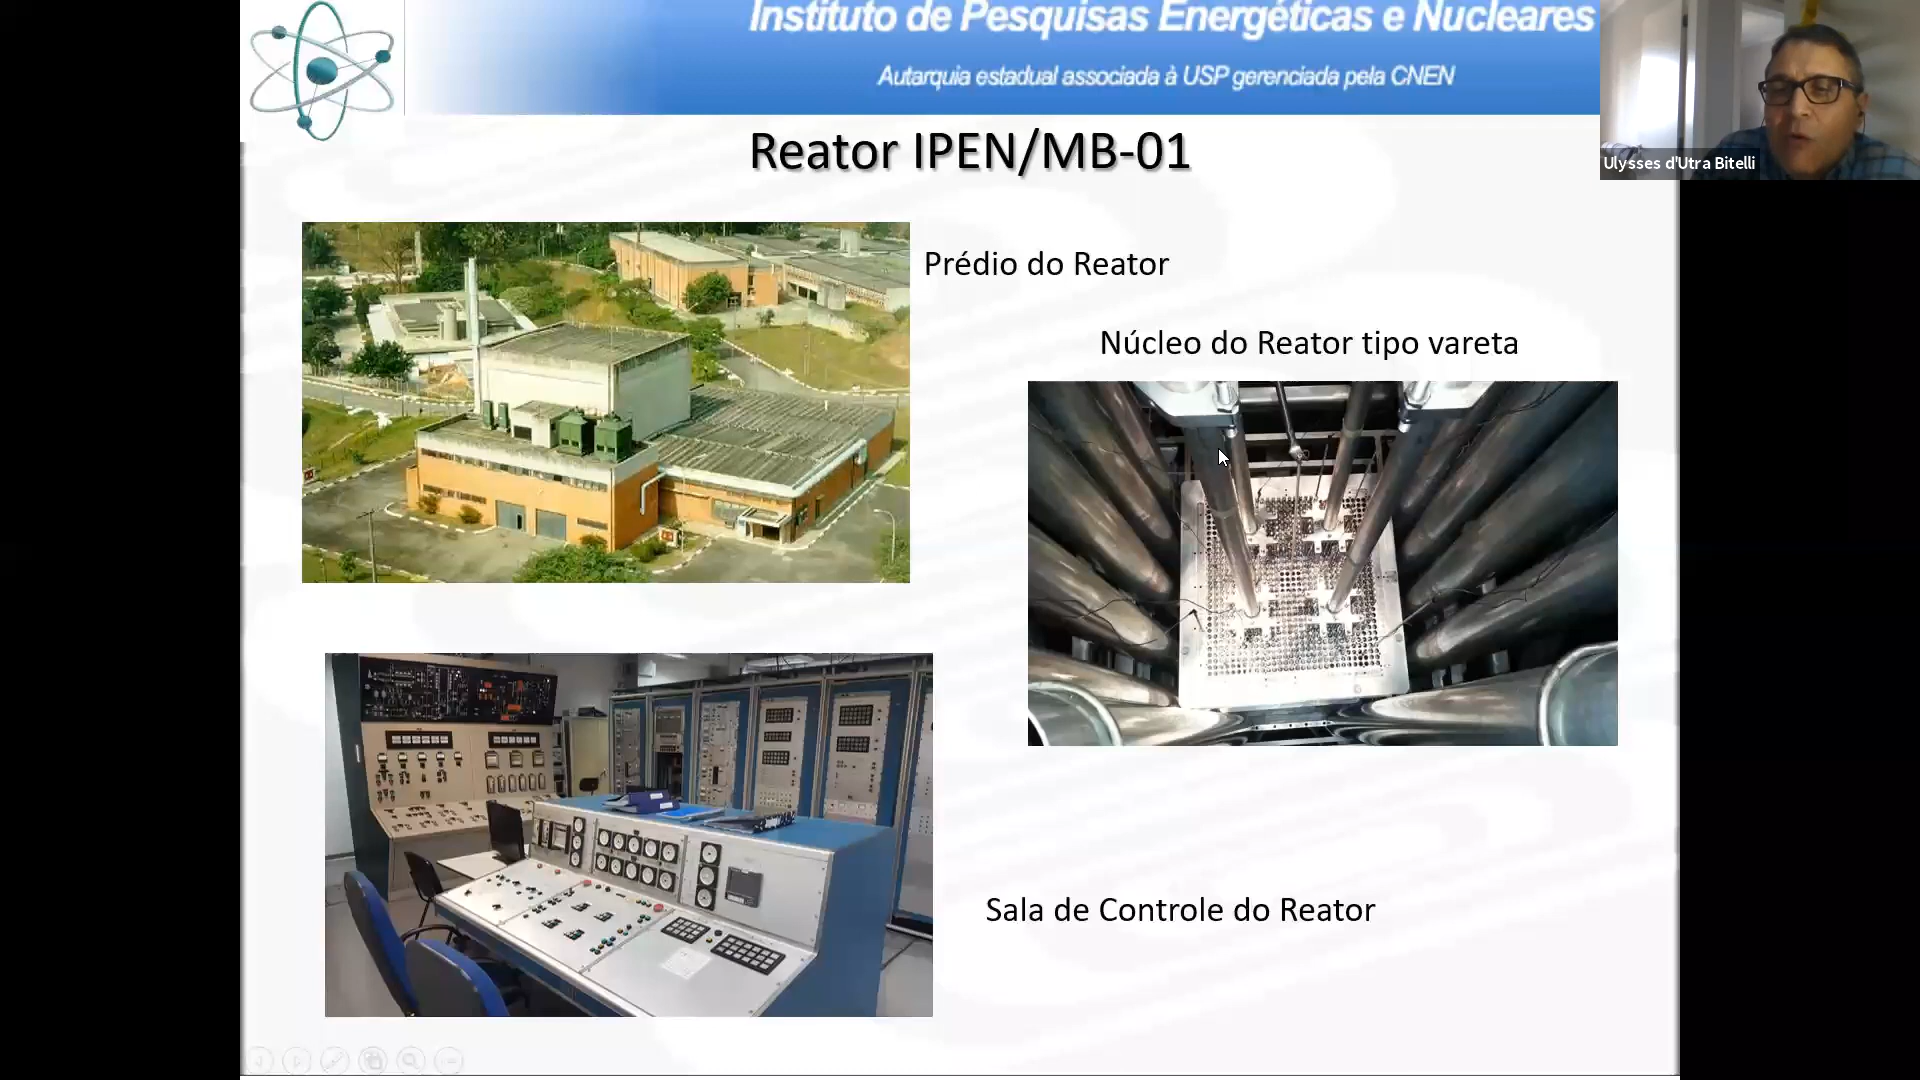 Instituto de Pesquisas Energéticas e Nucleares
Autarquia estadual associada à USP gerenciada pela CNEN
Ulysses d'Utra Bitelli
Reator IPEN/MB-01
Prédio do Reator
Núcleo do Reator tipo vareta
Sala de Controle do Reator